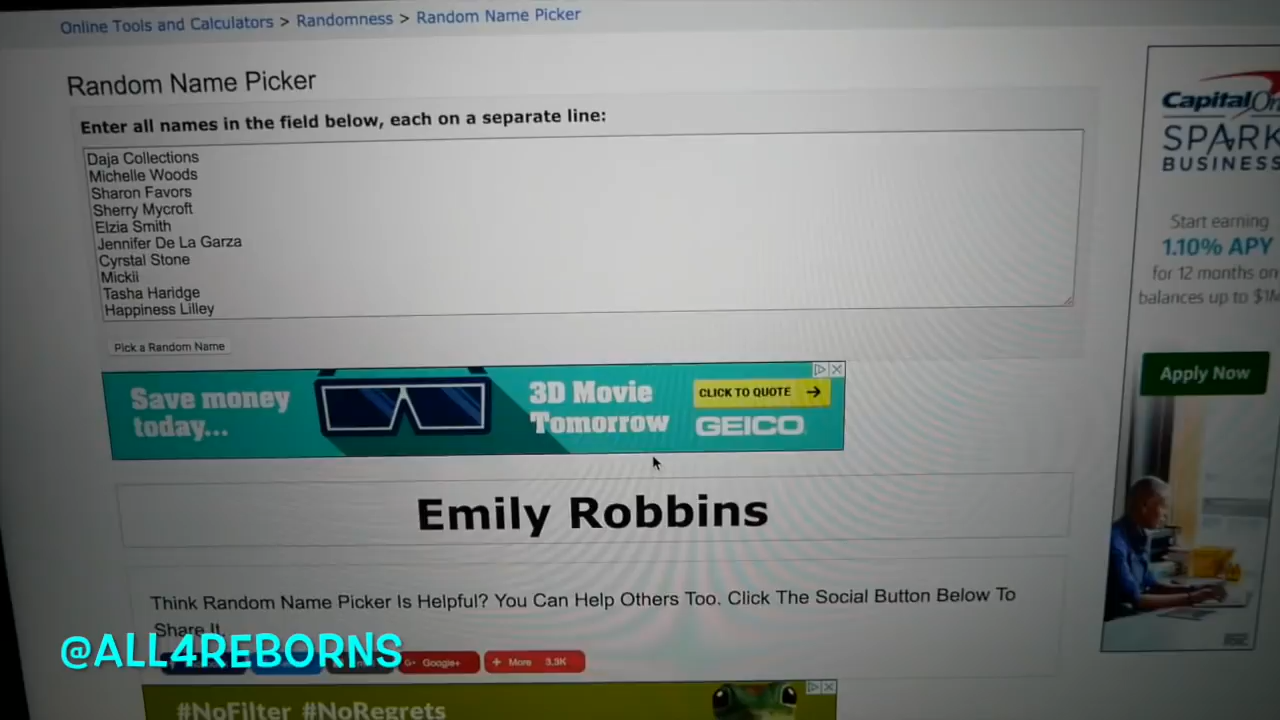 Online Tools and Calculators > Randomness > Random Name Picker
Random Name Picker
Enter all names in the field below, each on a separate line:
Daja Collections
Michelle Woods
Sharon Favors
Sherry Mycroft
Elzia Smith
Jennifer De La Garza
Cyrstal Stone
Mickii
Tasha Haridge
Happiness Lilley
Pick a Random Name
Save money
today...
3D Movie
Tomorrow
CLICK TO QUOTE
GEICO
Emily Robbins
Think Random Name Picker Is Helpful? You Can Help Others Too. Click The Social Button Below To
Share It
@ALL4REBORNS
G+ Google+
+ More 3.3K
#NoFilter #NoRegrets
Capital On
SPARK
BUSINESS
Start earning
1.10% APY
for 12 months on
balances up to $1M
Apply Now